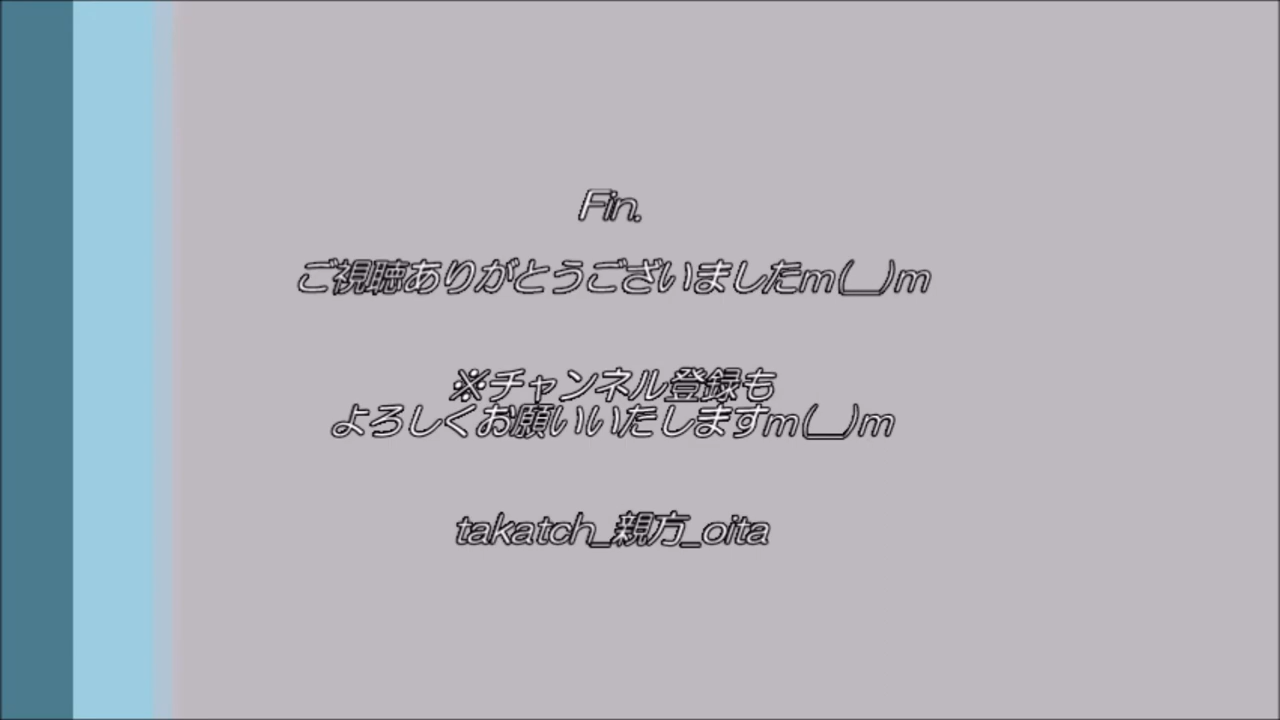 Fin.
ご視聴ありがとうございましたm(__)m
※チャンネル登録も
よろしくお願いいたしますm(__)m
takatch_親方_oita